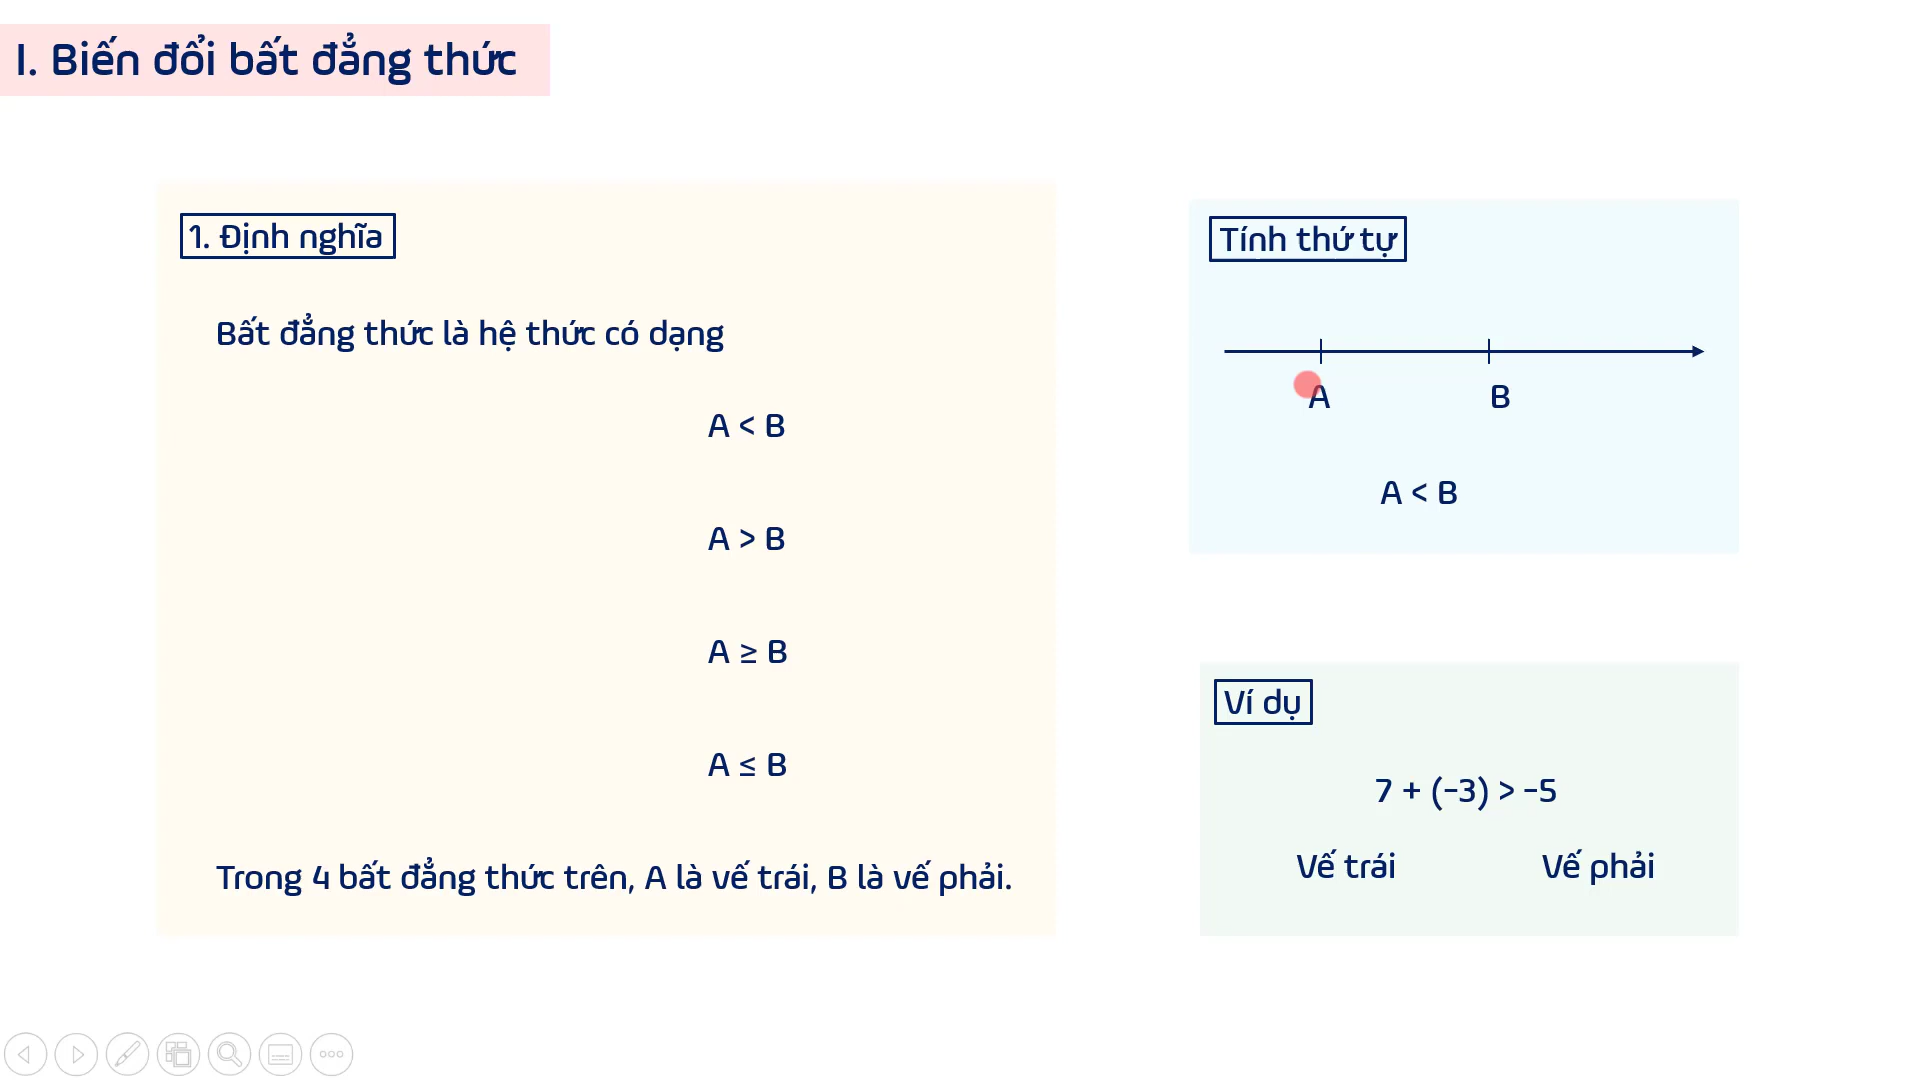 I. Biến đổi bất đẳng thức
1. Định nghĩa
Bất đẳng thức là hệ thức có dạng
A < B
A > B
A ≥ B
A ≤ B
Trong 4 bất đẳng thức trên, A là vế trái, B là vế phải.
Tính thứ tự
A B
A < B
Ví dụ
7 + (-3) > -5
Vế trái Vế phải